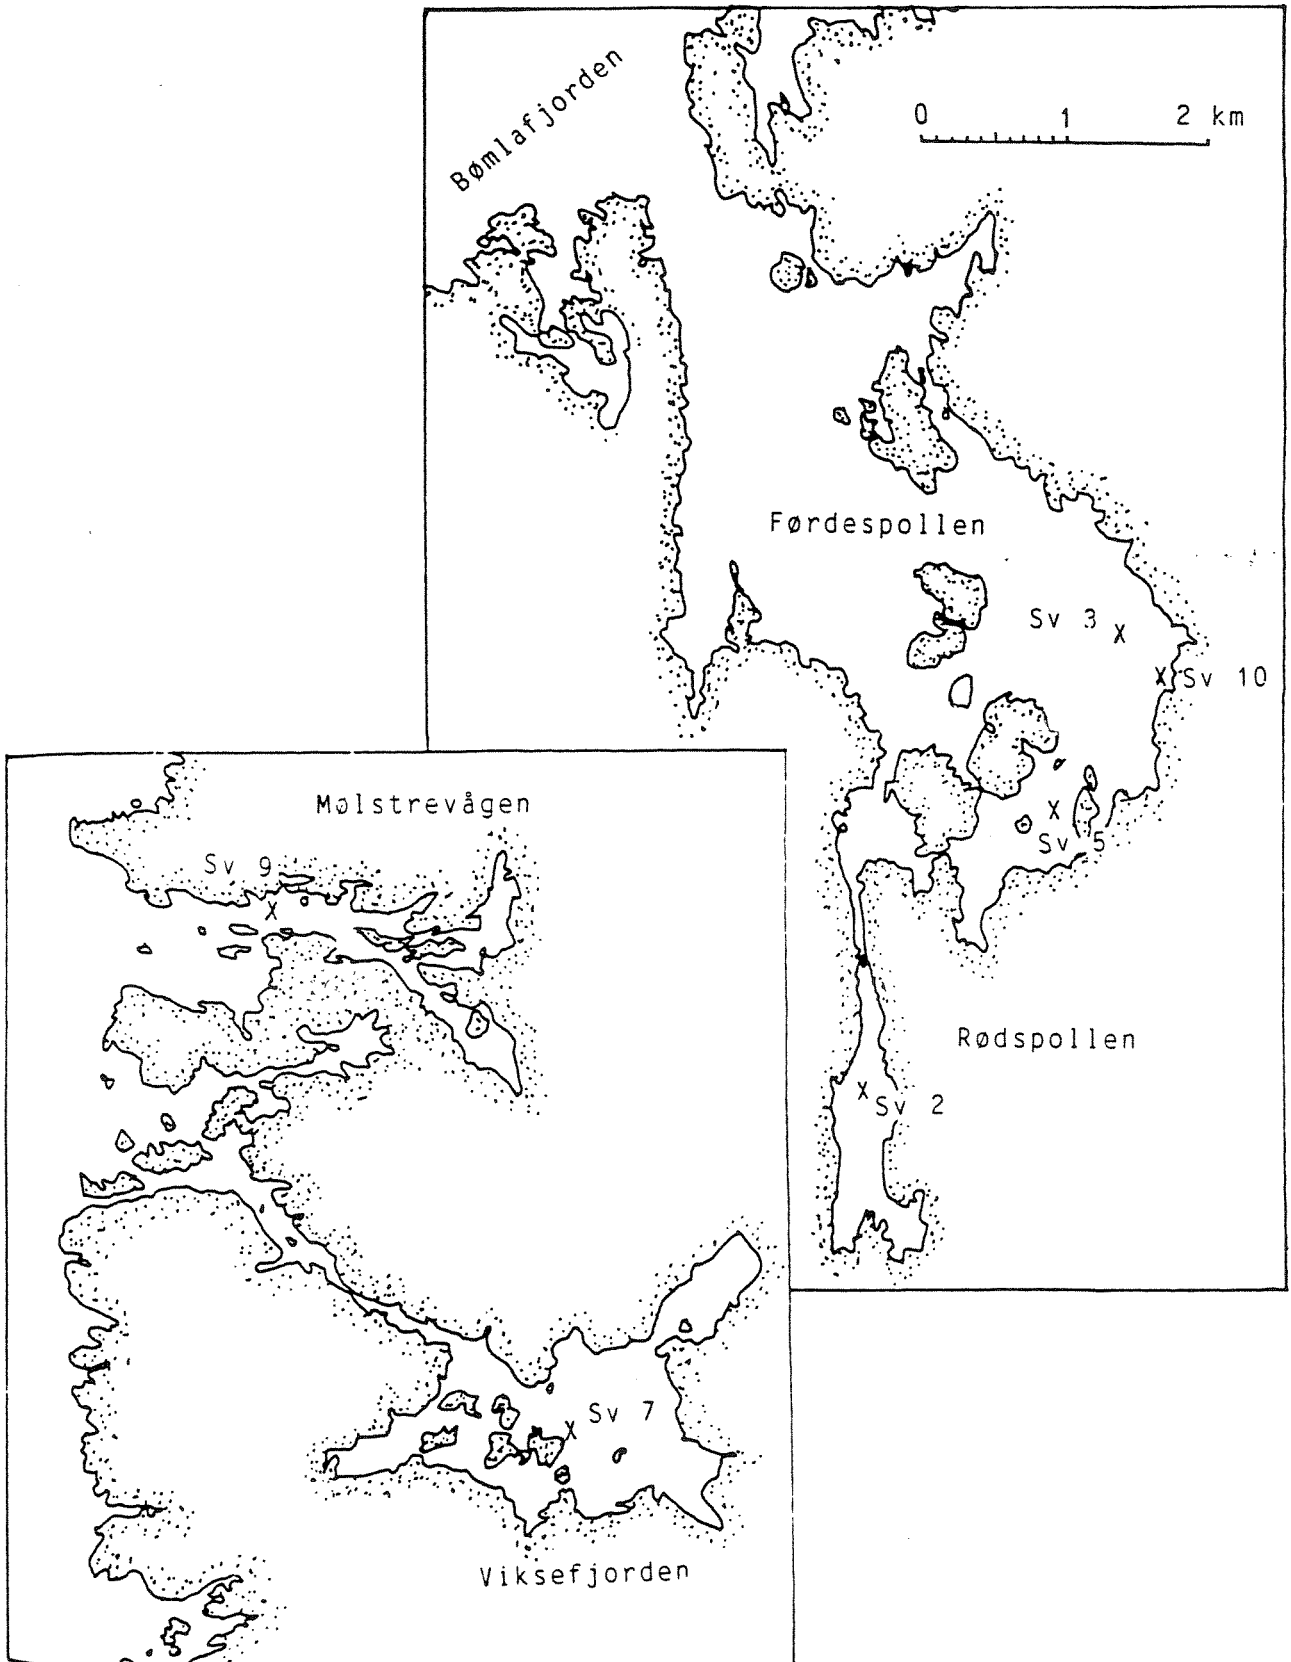 Bømlafjorden
0 1 2 km
Førdespollen
Sv 3
X
X Sv 10
X
Sv 5
Rødspollen
X Sv 2
Mølstrevågen
Sv 9
X
X Sv 7
Viksefjorden